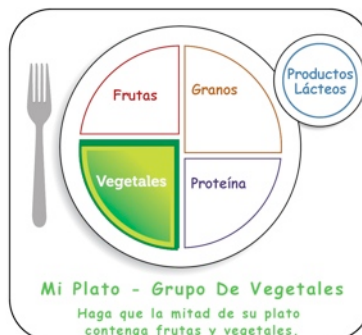 Productos
Lácteos
Frutas
Granos
Vegetales
Proteína
Mi Plato - Grupo De Vegetales
Haga que la mitad de su plato
contenga frutas y vegetales.